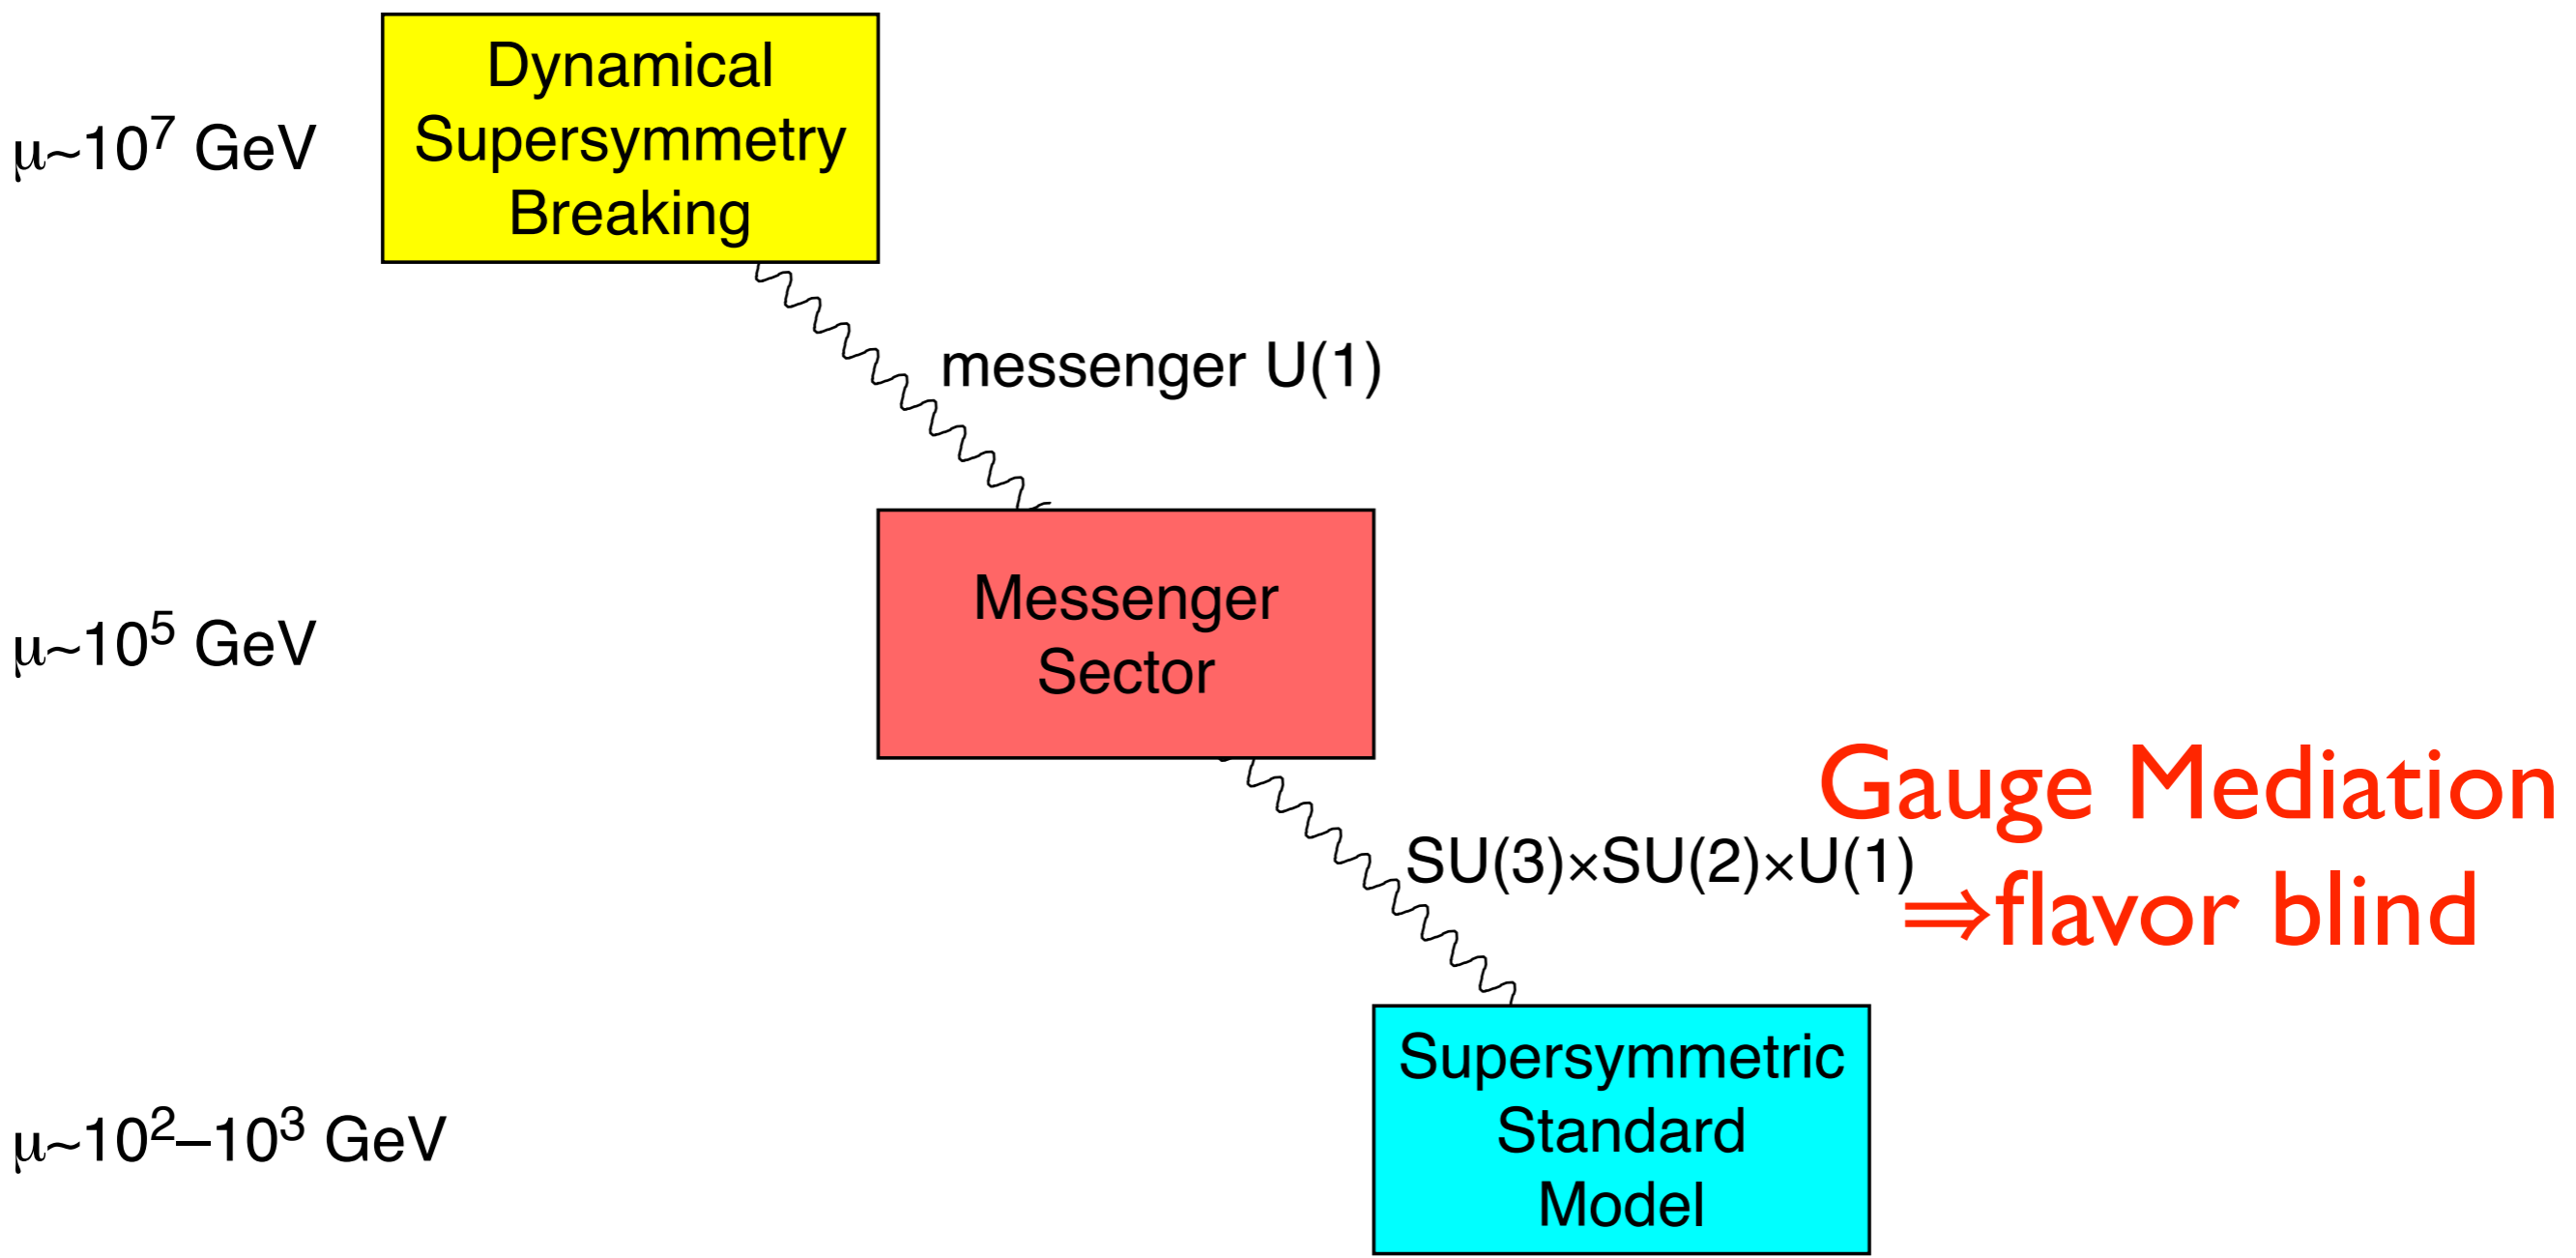 Dynamical
Supersymmetry
Breaking
μ~10⁷ GeV
messenger U(1)
Messenger
Sector
μ~10⁵ GeV
Gauge Mediation
SU(3)×SU(2)×U(1)
⇒flavor blind
Supersymmetric
Standard
Model
μ~10²–10³ GeV